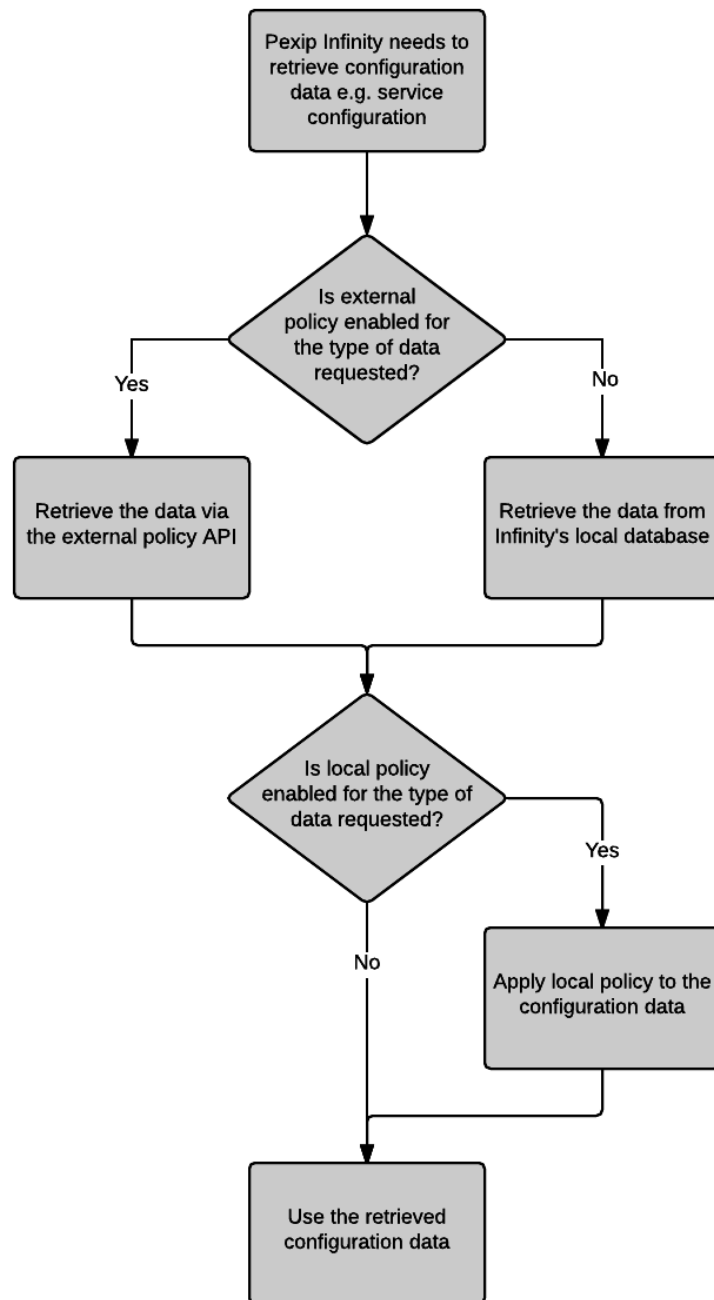 Pexip Infinity needs to
retrieve configuration
data e.g. service
configuration
Is external
policy enabled for
the type of data
requested?
Yes
No
Retrieve the data via
the external policy API
Retrieve the data from
Infinity's local database
Is local policy
enabled for the type of
data requested?
Yes
No
Apply local policy to the
configuration data
Use the retrieved
configuration data